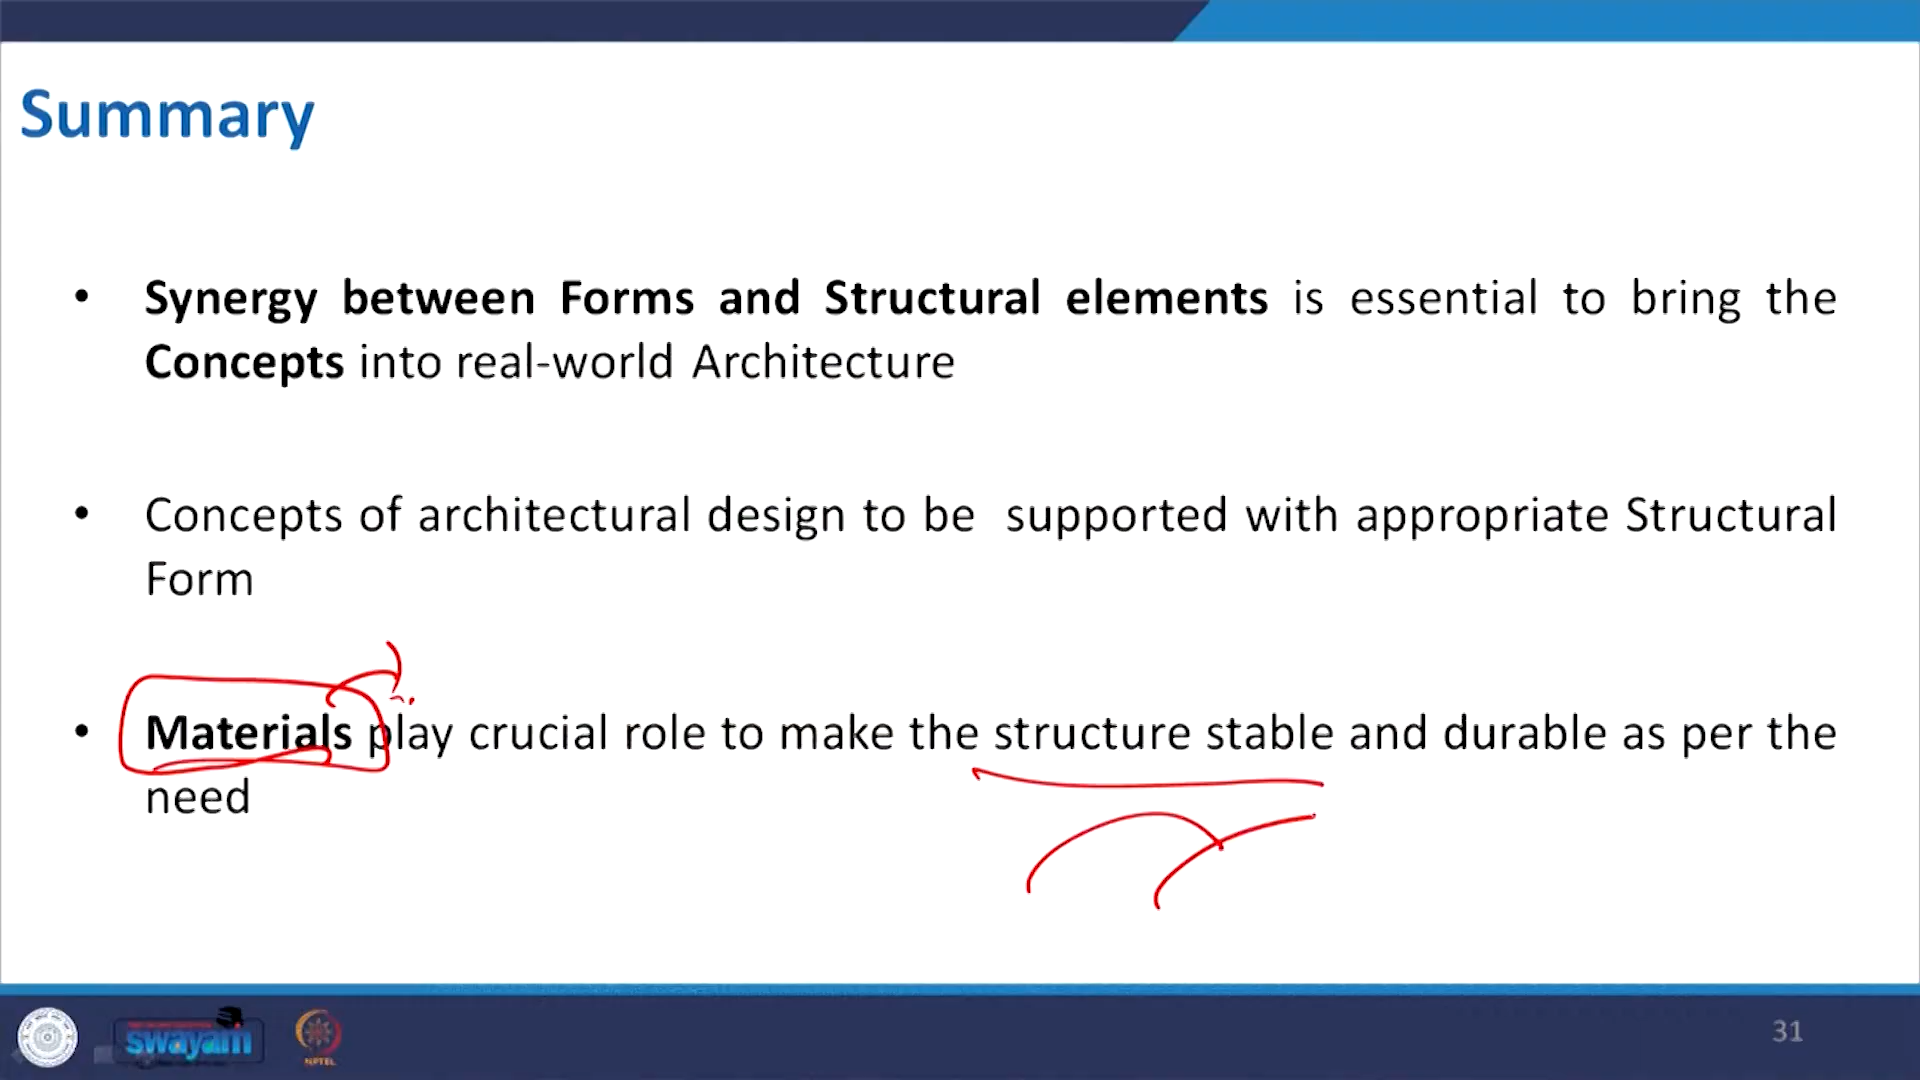 Summary
• Synergy between Forms and Structural elements is essential to bring the
Concepts into real-world Architecture
• Concepts of architectural design to be supported with appropriate Structural
Form
• Materials play crucial role to make the structure stable and durable as per the
need
swayam
NPTEL
31